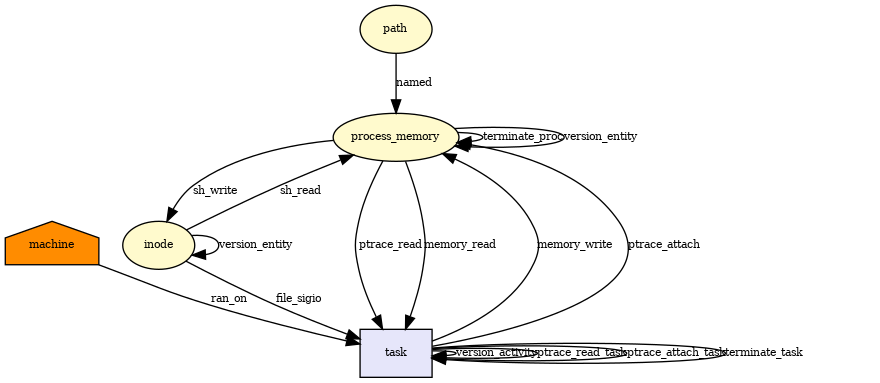 path
named
process_memory
terminate_proc
version_entity
sh_write
sh_read
machine
inode
version_entity
ptrace_read
memory_read
memory_write
ptrace_attach
ran_on
file_sigio
task
version_activity
ptrace_read_task
ptrace_attach_task
terminate_task